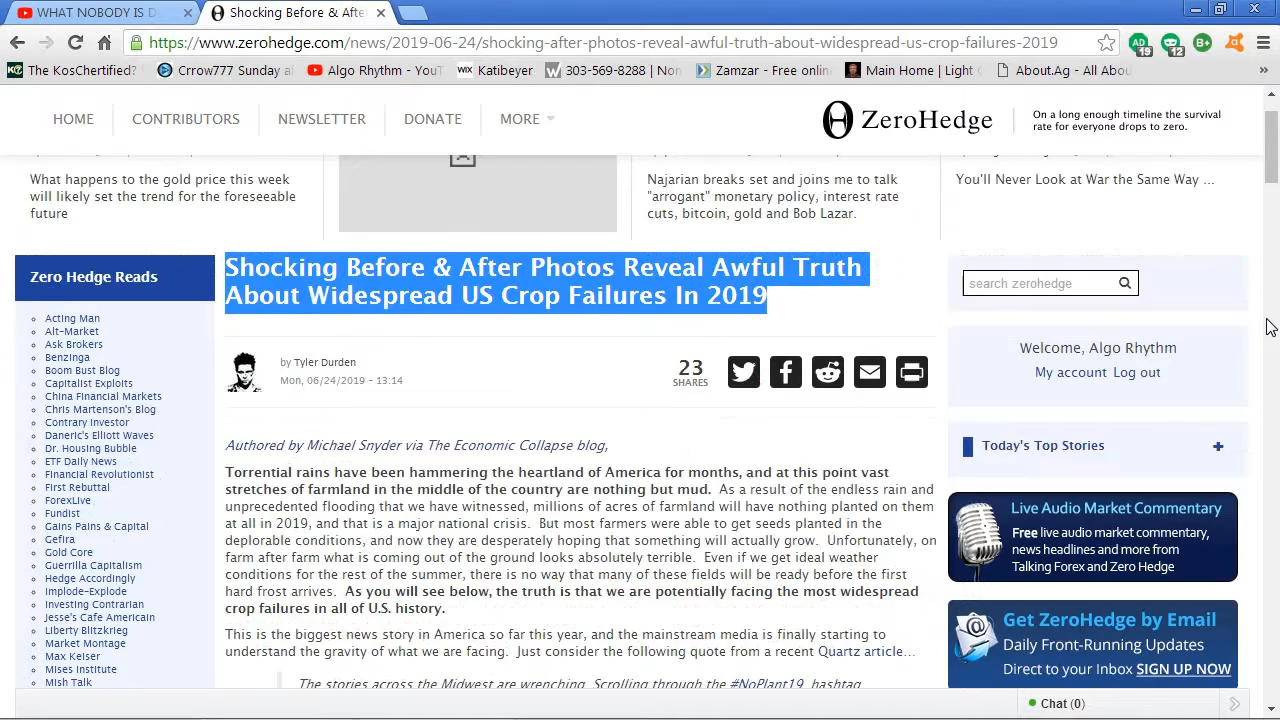 WHAT NOBODY IS D
Shocking Before & Afte
https://www.zerohedge.com/news/2019-06-22/shocking-after-photos-reveal-awful-truth-about-widespread-us-crop-failures-2019
AD
19
12
B+
The KosChertified?
Crrow777 Sunday a
Algo Rhythm - YouT
WIX Katibeyer
W 303-569-8288 | Nor
Zamzar - Free onlin
Main Home | Light
About.Ag - All Abou
HOME
CONTRIBUTORS
NEWSLETTER
DONATE
MORE
ZeroHedge
On a long enough timeline the survival
rate for everyone drops to zero.
What happens to the gold price this week
will likely set the trend for the foreseeable
future
Najarian breaks set and joins me to talk
"arrogant" monetary policy, interest rate
cuts, bitcoin, gold and Bob Lazar.
You'll Never Look at War the Same Way ...
Zero Hedge Reads
Acting Man
Alt-Market
Ask Brokers
Benzinga
Boom Bust Blog
Capitalist Exploits
China Financial Markets
Chris Martenson's Blog
Contrary Investor
Daneric's Elliott Waves
Dr. Housing Bubble
ETF Daily News
Financial Revolutionist
First Rebuttal
ForexLive
Fundist
Gains Pains & Capital
Gefira
Gold Core
Guerrilla Capitalism
Hedge Accordingly
Implode-Explode
Investing Contrarian
Jesse's Cafe Americain
Liberty Blitzkrieg
Market Montage
Max Keiser
Mises Institute
Mish Talk
Shocking Before & After Photos Reveal Awful Truth
About Widespread US Crop Failures In 2019
by Tyler Durden
Mon, 06/24/2019 - 13:14
23
SHARES
Authored by Michael Snyder via The Economic Collapse blog,
Torrential rains have been hammering the heartland of America for months, and at this point vast
stretches of farmland in the middle of the country are nothing but mud. As a result of the endless rain and
unprecedented flooding that we have witnessed, millions of acres of farmland will have nothing planted on them
at all in 2019, and that is a major national crisis. But most farmers were able to get seeds planted in the
deplorable conditions, and now they are desperately hoping that something will actually grow. Unfortunately, on
farm after farm what is coming out of the ground looks absolutely terrible. Even if we get ideal weather
conditions for the rest of the summer, there is no way that many of these fields will be ready before the first
hard frost arrives. As you will see below, the truth is that we are potentially facing the most widespread
crop failures in all of U.S. history.
This is the biggest news story in America so far this year, and the mainstream media is finally starting to
understand the gravity of what we are facing. Just consider the following quote from a recent Quartz article...
The stories across the Midwest are wrenching. Scrolling through the #NoPlant19 hashtag
search zerohedge
Welcome, Algo Rhythm
My account Log out
Today's Top Stories
+
Live Audio Market Commentary
Free live audio market commentary,
news headlines and more from
Talking Forex and Zero Hedge
Get ZeroHedge by Email
Daily Front-Running Updates
Direct to your Inbox SIGN UP NOW
Chat (0)